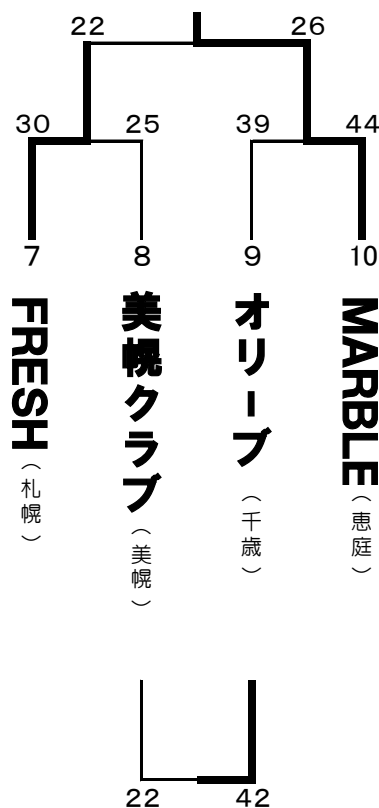 22 26
30 25 39 44
7 8 9 10
FRESH(札幌)
美幌クラブ(美幌)
オリーブ(千歳)
MARBLE(恵庭)
22 42